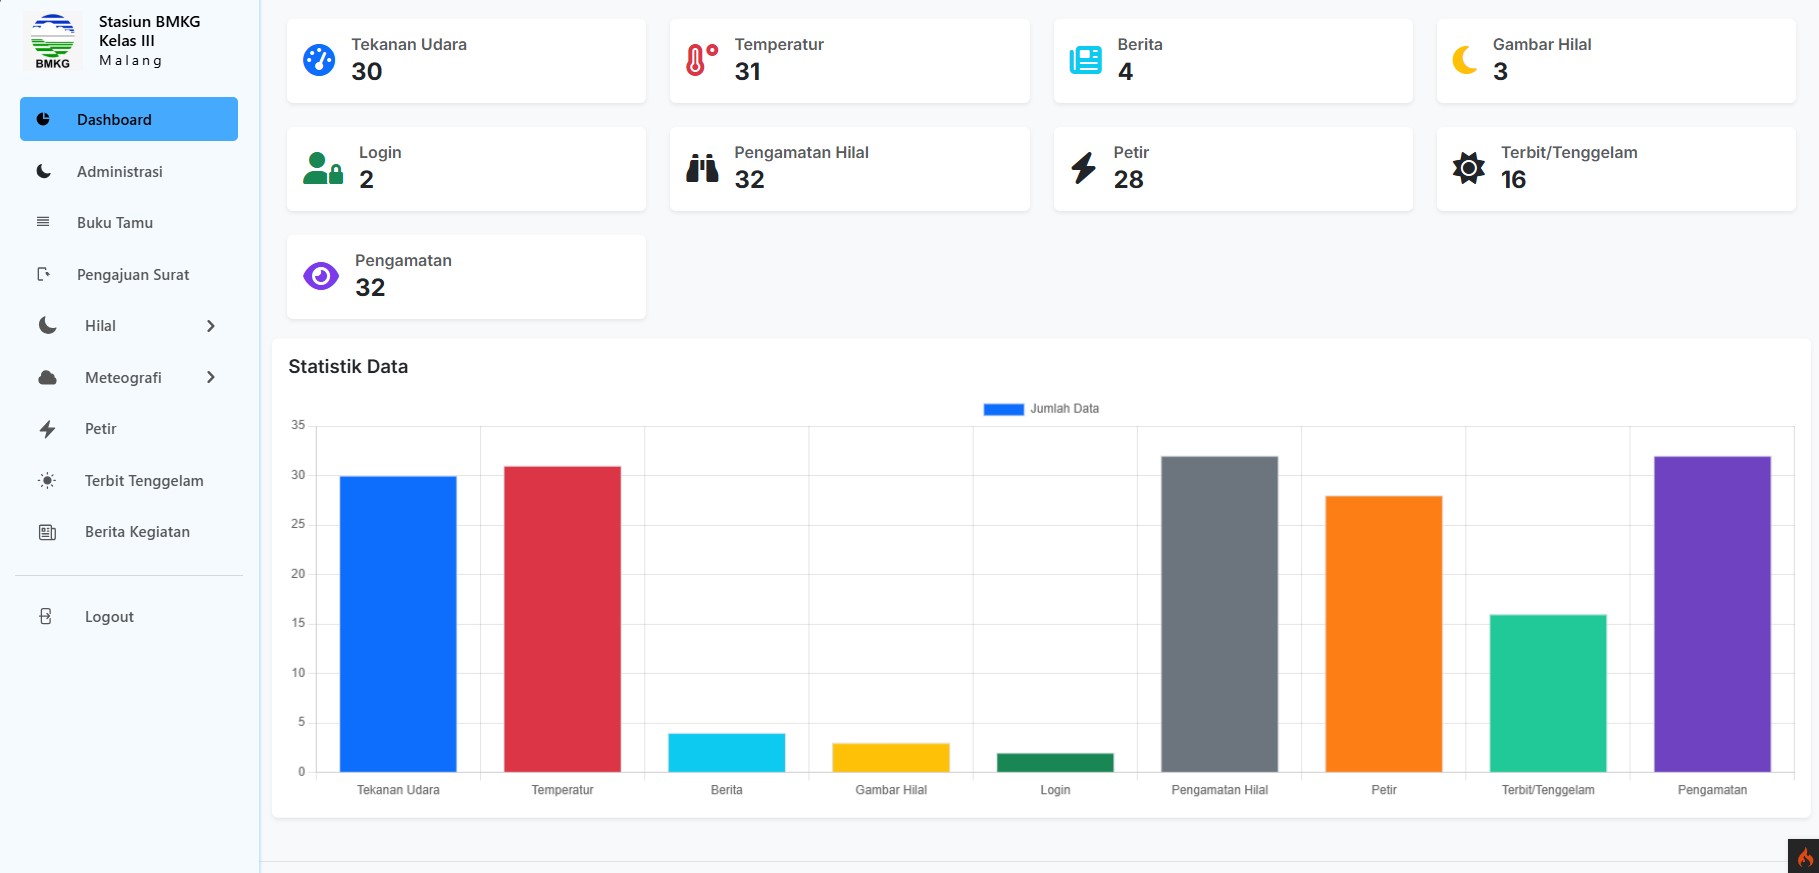 Stasiun BMKG
Kelas III
Malang
BMKG
Dashboard
Administrasi
Buku Tamu
Pengajuan Surat
Hilal
Meteografi
Petir
Terbit Tenggelam
Berita Kegiatan
Logout
Tekanan Udara
30
Temperatur
31
Berita
4
Gambar Hilal
3
Login
2
Pengamatan Hilal
32
Petir
28
Terbit/Tenggelam
16
Pengamatan
32
Statistik Data
Jumlah Data
35
30
25
20
15
10
5
0
Tekanan Udara
Temperatur
Berita
Gambar Hilal
Login
Pengamatan Hilal
Petir
Terbit/Tenggelam
Pengamatan